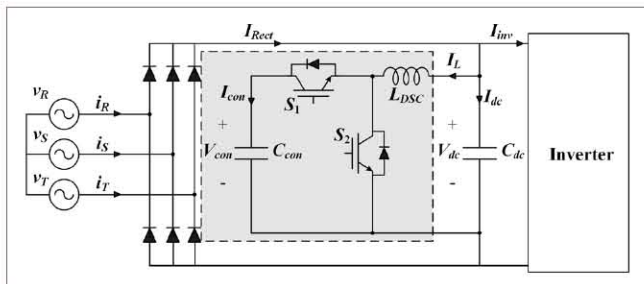 I_Rect
I_inv
I_L
L_DSC
I_dc
S_1
I_con
v_R
i_R
v_S
i_S
v_T
i_T
+
V_con
-
C_con
S_2
+
V_dc
-
C_dc
Inverter